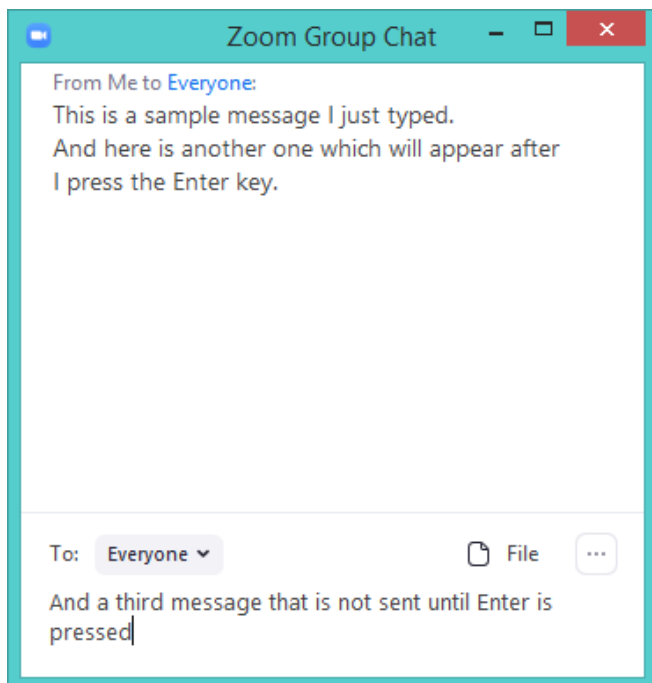 Zoom Group Chat
From Me to Everyone:
This is a sample message I just typed.
And here is another one which will appear after
I press the Enter key.
To: Everyone File
And a third message that is not sent until Enter is
pressed